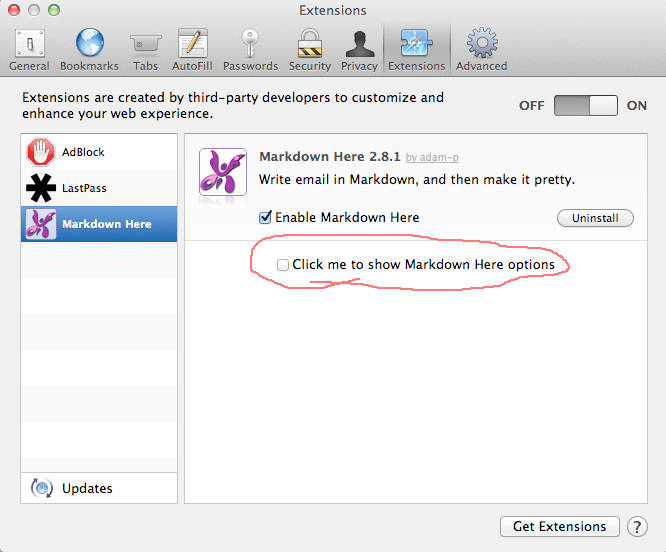 Extensions
General
Bookmarks
Tabs
AutoFill
Passwords
Security
Privacy
Extensions
Advanced
Extensions are created by third-party developers to customize and
enhance your web experience.
OFF
ON
AdBlock
LastPass
Markdown Here
Updates
Markdown Here 2.8.1 by adam-p
Write email in Markdown, and then make it pretty.
Enable Markdown Here
Uninstall
Click me to show Markdown Here options
Get Extensions
?